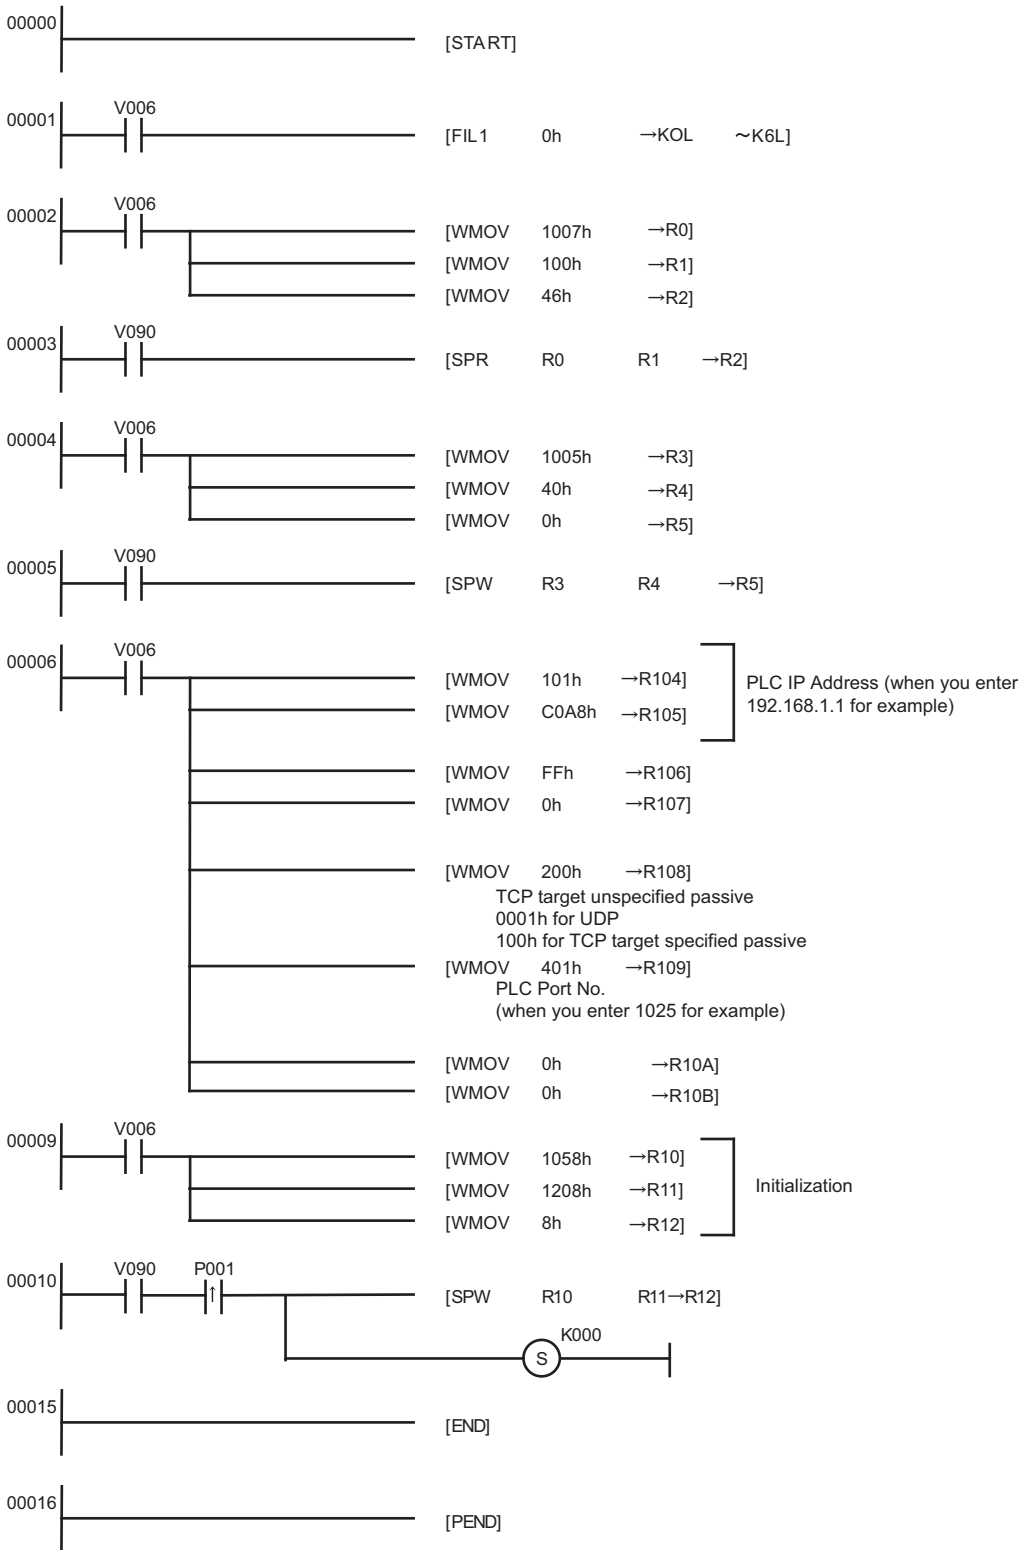 00000
[START]
V006
00001
[FIL1 0h →KOL ～K6L]
V006
00002
[WMOV 1007h →R0]
[WMOV 100h →R1]
[WMOV 46h →R2]
V090
00003
[SPR R0 R1 →R2]
V006
00004
[WMOV 1005h →R3]
[WMOV 40h →R4]
[WMOV 0h →R5]
V090
00005
[SPW R3 R4 →R5]
V006
00006
[WMOV 101h →R104]
[WMOV C0A8h →R105]
PLC IP Address (when you enter
192.168.1.1 for example)
[WMOV FFh →R106]
[WMOV 0h →R107]
[WMOV 200h →R108]
TCP target unspecified passive
0001h for UDP
100h for TCP target specified passive
[WMOV 401h →R109]
PLC Port No.
(when you enter 1025 for example)
[WMOV 0h →R10A]
[WMOV 0h →R10B]
V006
00009
[WMOV 1058h →R10]
[WMOV 1208h →R11]
[WMOV 8h →R12]
Initialization
V090 P001
00010
↑
[SPW R10 R11→R12]
K000
S
00015
[END]
00016
[PEND]